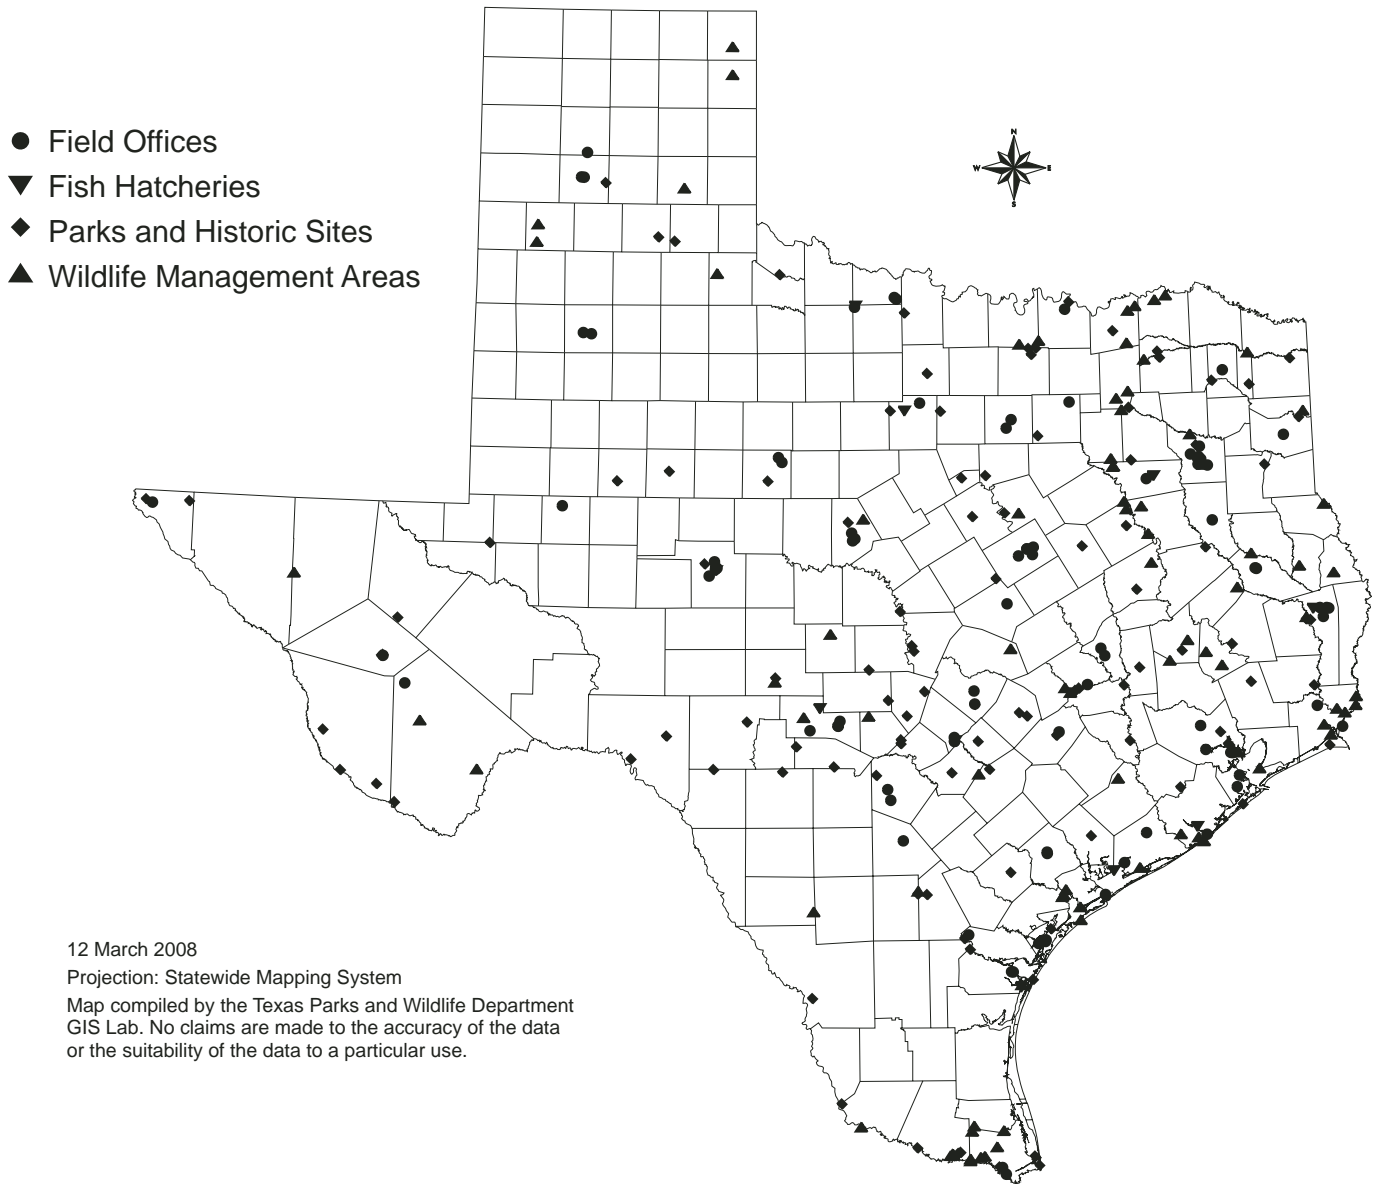 N
W
E
S
Field Offices
Fish Hatcheries
Parks and Historic Sites
Wildlife Management Areas
12 March 2008
Projection: Statewide Mapping System
Map compiled by the Texas Parks and Wildlife Department
GIS Lab. No claims are made to the accuracy of the data
or the suitability of the data to a particular use.